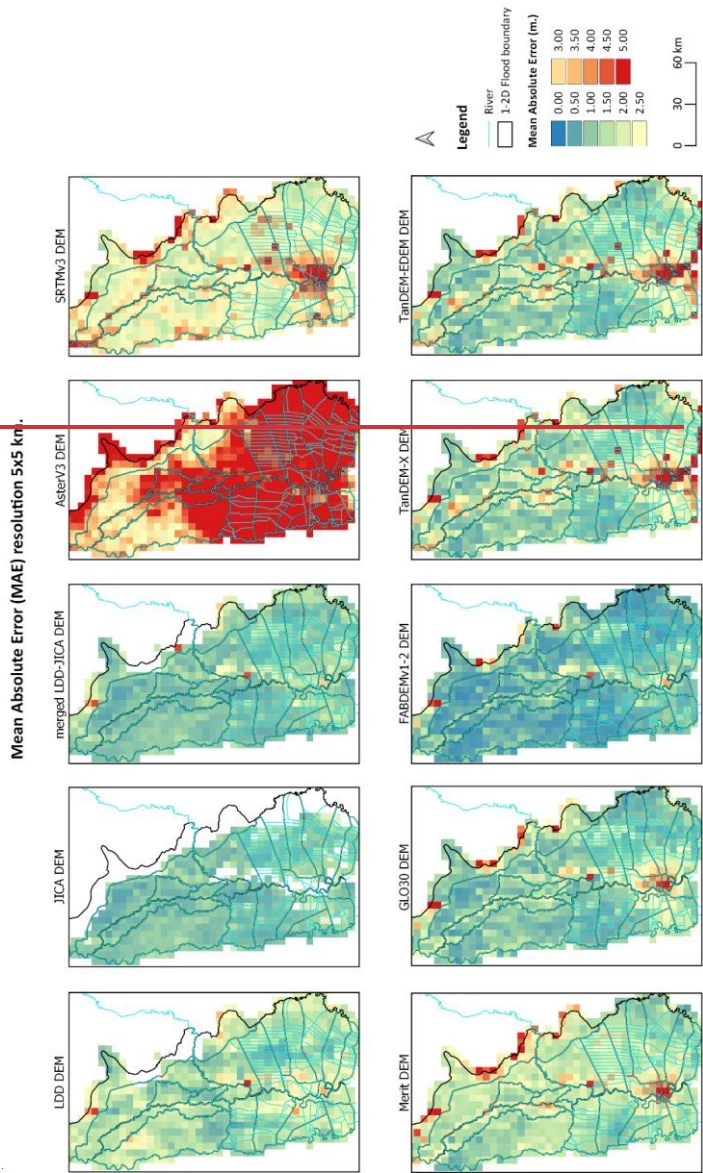 Mean Absolute Error (MAE) resolution 5x5 km.
LDD DEM
JICA DEM
merged LDD-JICA DEM
AsterV3 DEM
SRTMv3 DEM
Merit DEM
GLO30 DEM
FABDEMv1-2 DEM
TanDEM-X DEM
TanDEM-EDEM DEM
Legend
River
1-2D Flood boundary
Mean Absolute Error (m.)
0.00 3.00
0.50 3.50
1.00 4.00
1.50 4.50
2.00 5.00
2.50
0 30 60 km